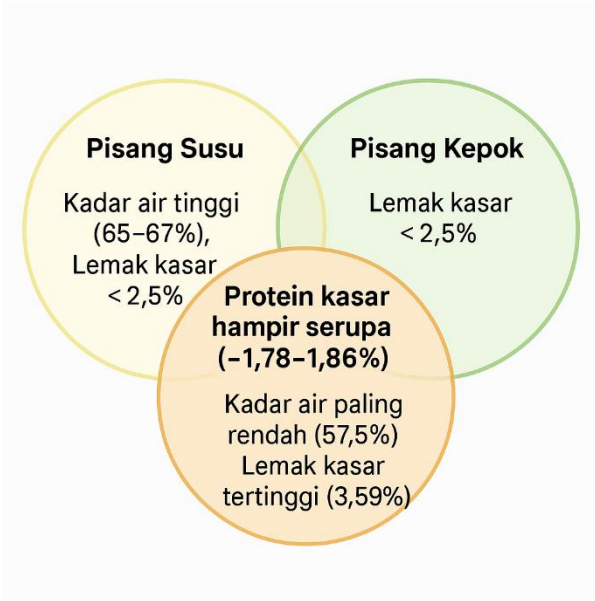 Pisang Susu
Kadar air tinggi
(65–67%),
Lemak kasar
< 2,5%
Pisang Kepok
Lemak kasar
< 2,5%
Protein kasar
hampir serupa
(–1,78–1,86%)
Kadar air paling
rendah (57,5%)
Lemak kasar
tertinggi (3,59%)